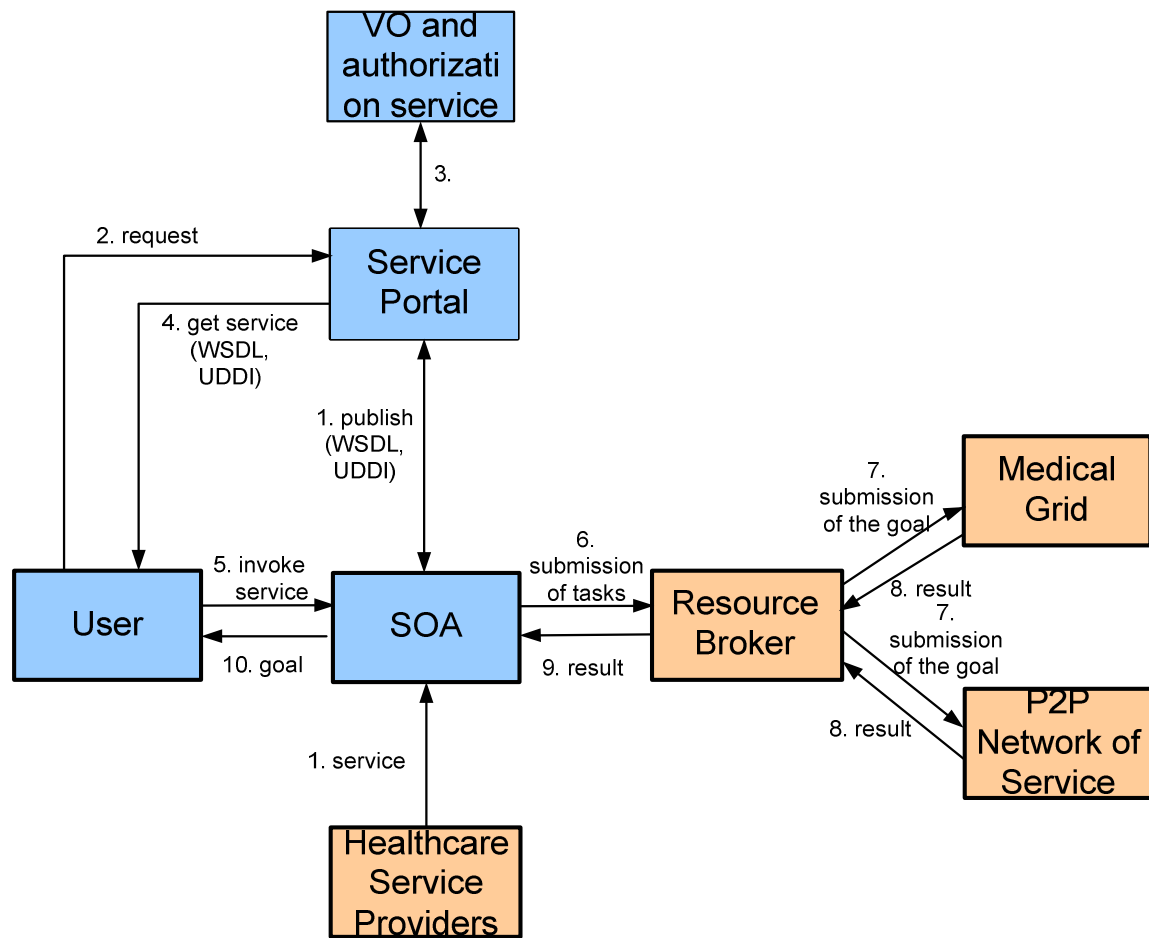 VO and
authorizati
on service
3.
2. request
Service
Portal
4. get service
(WSDL,
UDDI)
1. publish
(WSDL,
UDDI)
Medical
Grid
7.
submission
of the goal
5. invoke
service
6.
submission
of tasks
User
SOA
Resource
Broker
8. result
7.
submission
of the goal
10. goal
9. result
8. result
P2P
Network of
Service
1. service
Healthcare
Service
Providers